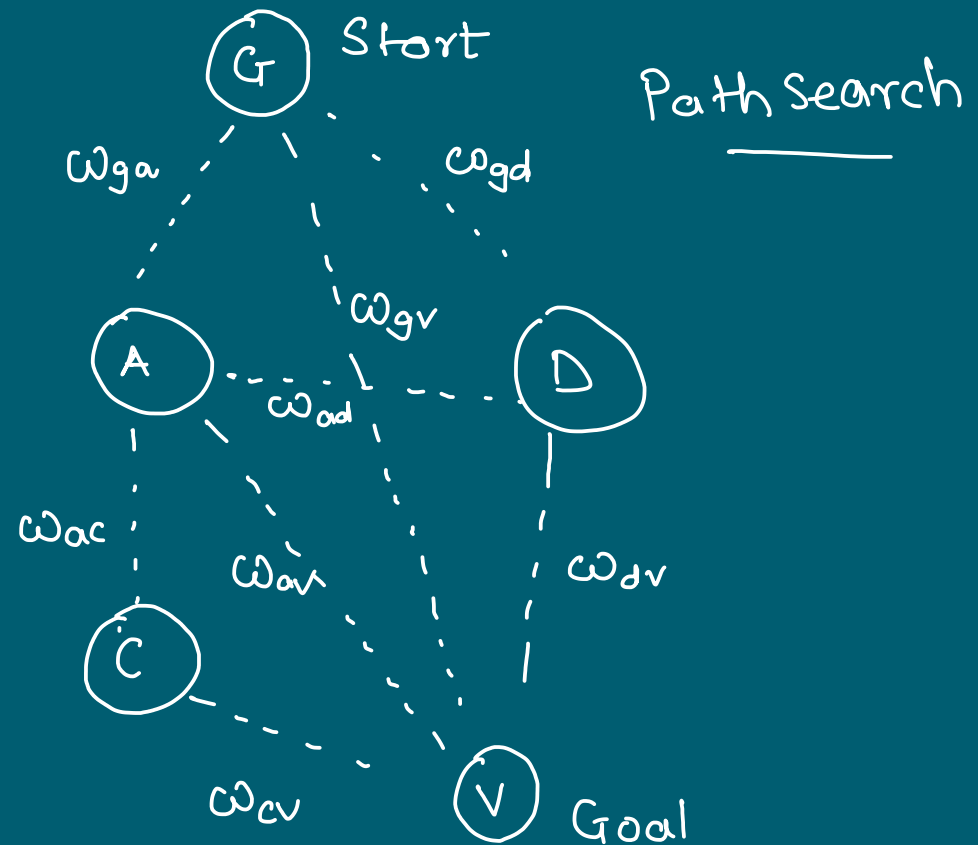 G Start
Path Search
ωga
ωgd
ωgv
A
D
ωad
ωac
ωav
ωdv
C
ωcv
V Goal